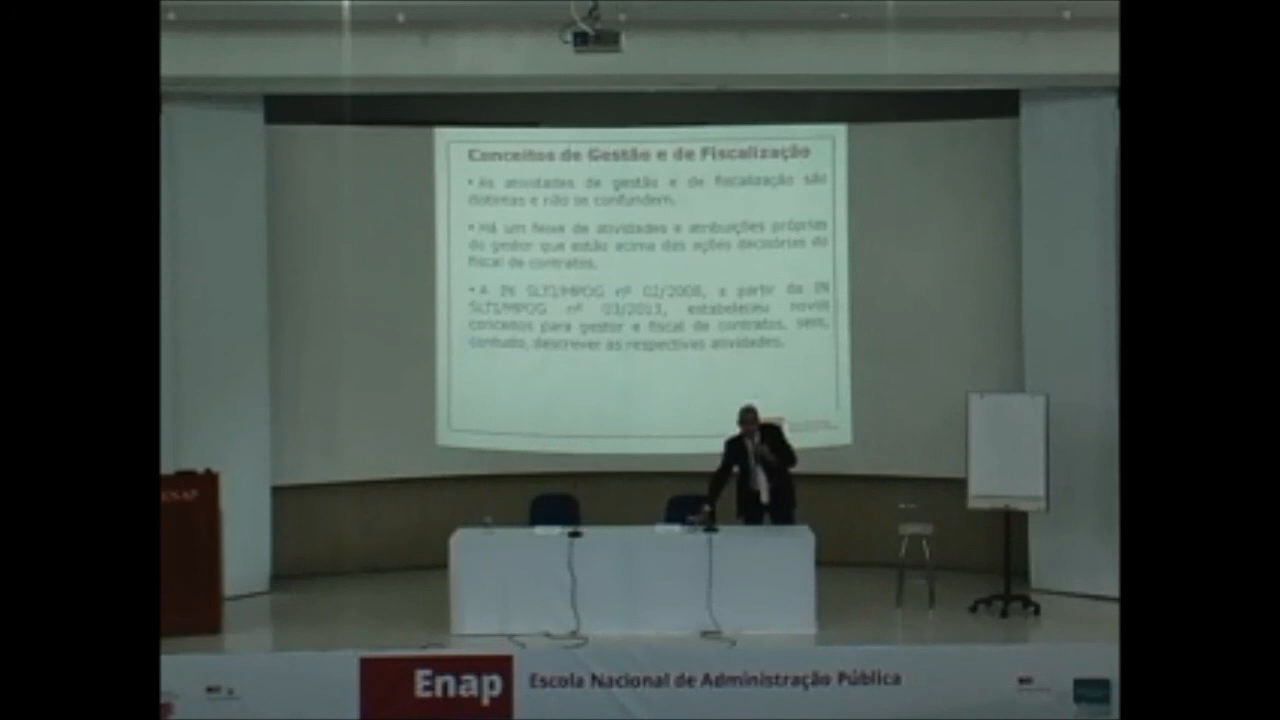 Conceitos de Gestão e de Fiscalização
• As atividades de gestão e de fiscalização são
distintas e não se confundem.
• Há um feixe de atividades e atribuições próprias
do gestor que estão acima das ações decisórias do
fiscal de contratos.
• A IN SLTI/MPOG nº 02/2008, a partir da IN
SLTI/MPOG nº 03/2013, estabeleceu novos
conceitos para gestor e fiscal de contratos, sem,
contudo, descrever as respectivas atividades.
ENAP
Enap
Escola Nacional de Administração Pública